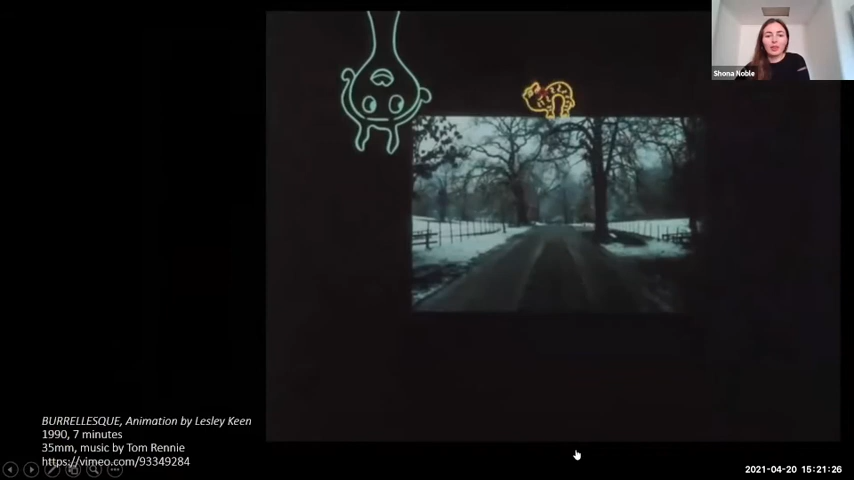 Shona Noble
BURRELLESQUE, Animation by Lesley Keen
1990, 7 minutes
35mm, music by Tom Rennie
https://vimeo.com/93349284
2021-04-20 15:21:26